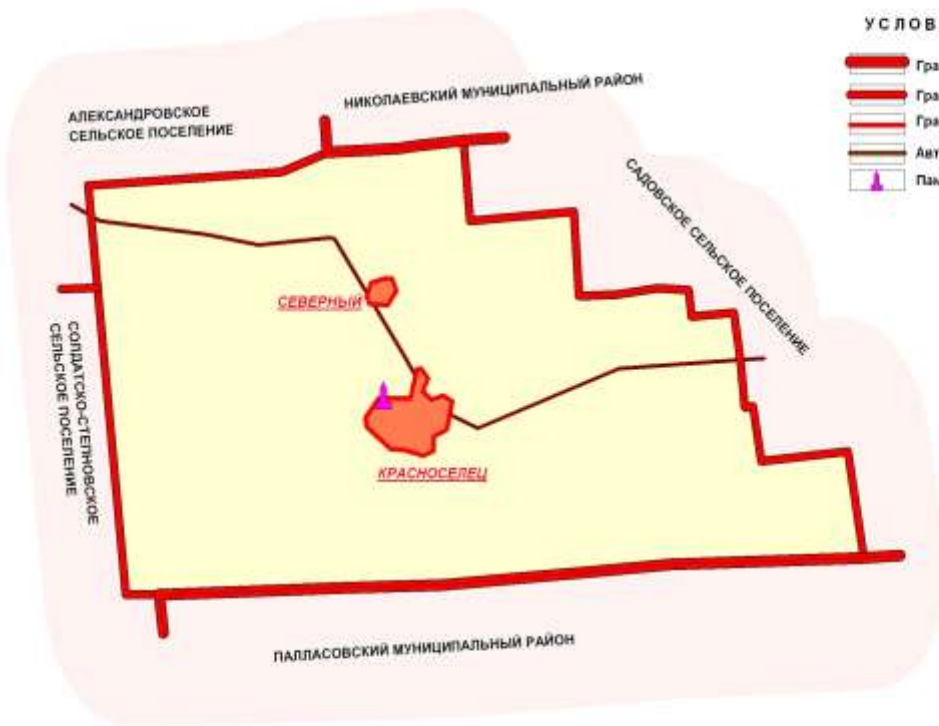 УСЛОВ
Гра
Гра
Гра
Авт
Пам
АЛЕКСАНДРОВСКОЕ
СЕЛЬСКОЕ ПОСЕЛЕНИЕ
НИКОЛАЕВСКИЙ МУНИЦИПАЛЬНЫЙ РАЙОН
САДОВСКОЕ СЕЛЬСКОЕ ПОСЕЛЕНИЕ
СЕВЕРНЫЙ
СОЛДАТСКО-СТЕПНОВСКОЕ
СЕЛЬСКОЕ ПОСЕЛЕНИЕ
КРАСНОСЕЛЕЦ
ПАЛЛАСОВСКИЙ МУНИЦИПАЛЬНЫЙ РАЙОН